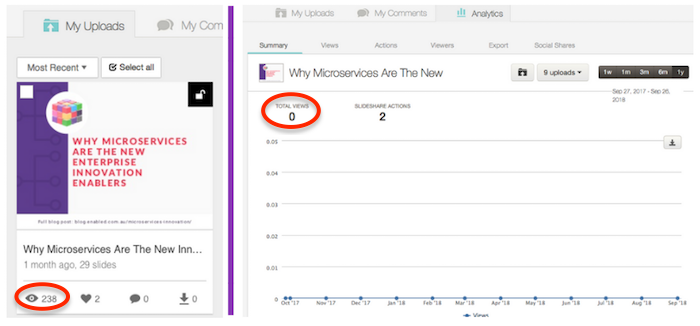 My Uploads
My Com
Most Recent
Select all
WHY MICROSERVICES
ARE THE NEW
ENTERPRISE
INNOVATION
ENABLERS
Full blog post: blog.enabled.com.au/microservices-innovation/
Why Microservices Are The New Inn...
1 month ago, 29 slides
238
2
0
0
My Uploads
My Comments
Analytics
Summary
Views
Actions
Viewers
Export
Social Shares
Why Microservices Are The New
9 uploads
1w 1m 3m 6m 1y
Sep 27, 2017 - Sep 26,
2018
TOTAL VIEWS
0
SLIDESHARE ACTIONS
2
0.05
0.04
0.03
0.02
0.01
0
Oct '17 Nov '17 Dec '17 Jan '18 Feb '18 Mar '18 Apr '18 May '18 Jun '18 Jul '18 Aug '18 Sep '18
Views